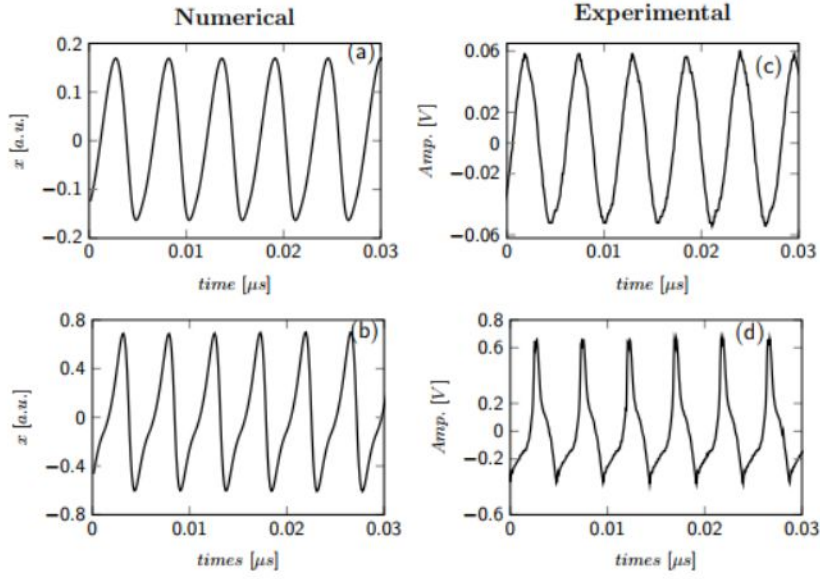 Numerical
Experimental
0.2
0.1
0
−0.1
−0.2
x [a.u.]
(a)
0 0.01 0.02 0.03
time [μs]
0.06
0.02
0
−0.02
−0.06
Amp. [V]
(c)
0 0.01 0.02 0.03
time [μs]
0.8
0.4
0
−0.4
−0.8
x [a.u.]
(b)
0 0.01 0.02 0.03
times [μs]
0.8
0.6
0.2
0
−0.2
−0.6
Amp. [V]
(d)
0 0.01 0.02 0.03
times [μs]